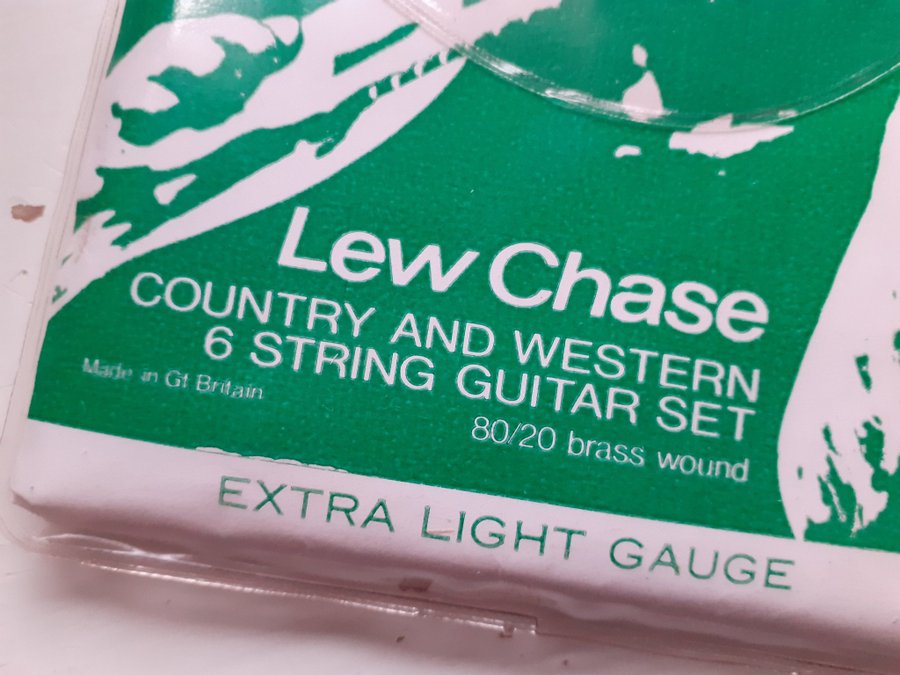 Lew Chase
COUNTRY AND WESTERN
6 STRING GUITAR SET
Made in Gt Britain
80/20 brass wound
EXTRA LIGHT GAUGE